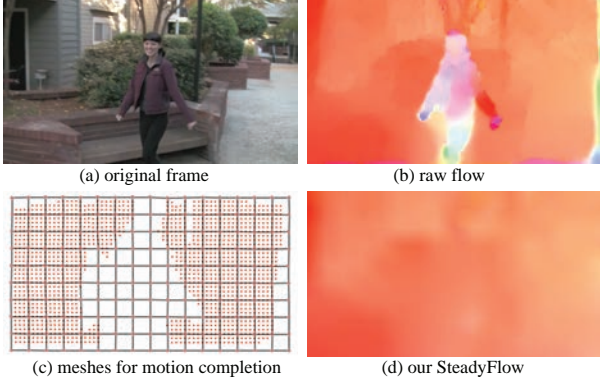 (a) original frame
(b) raw flow
(c) meshes for motion completion
(d) our SteadyFlow